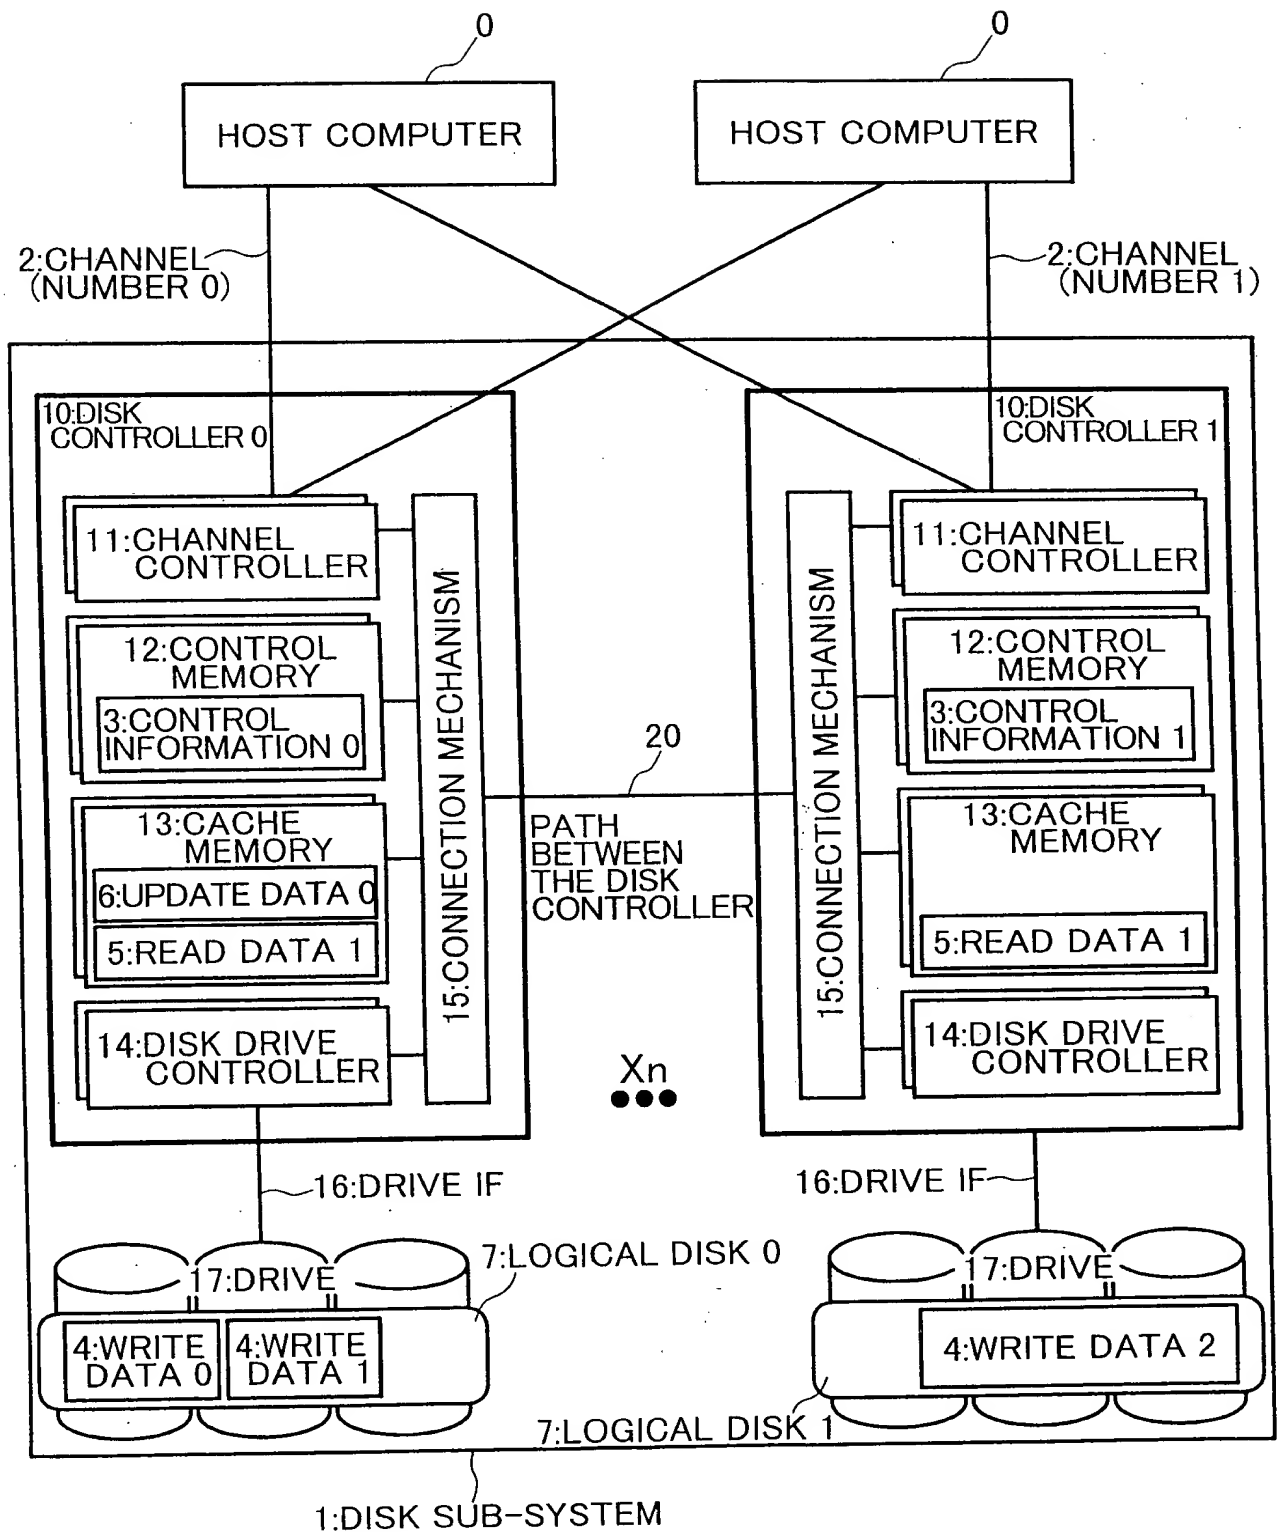 0
0
HOST COMPUTER
HOST COMPUTER
2:CHANNEL
(NUMBER 0)
2:CHANNEL
(NUMBER 1)
10:DISK
CONTROLLER 0
10:DISK
CONTROLLER 1
11:CHANNEL
CONTROLLER
12:CONTROL
MEMORY
3:CONTROL
INFORMATION 0
13:CACHE
MEMORY
6:UPDATE DATA 0
5:READ DATA 1
14:DISK DRIVE
CONTROLLER
15:CONNECTION MECHANISM
20
PATH
BETWEEN
THE DISK
CONTROLLER
Xn
15:CONNECTION MECHANISM
11:CHANNEL
CONTROLLER
12:CONTROL
MEMORY
3:CONTROL
INFORMATION 1
13:CACHE
MEMORY
5:READ DATA 1
14:DISK DRIVE
CONTROLLER
16:DRIVE IF
16:DRIVE IF
17:DRIVE
7:LOGICAL DISK 0
4:WRITE
DATA 0
4:WRITE
DATA 1
17:DRIVE
4:WRITE DATA 2
7:LOGICAL DISK 1
1:DISK SUB-SYSTEM